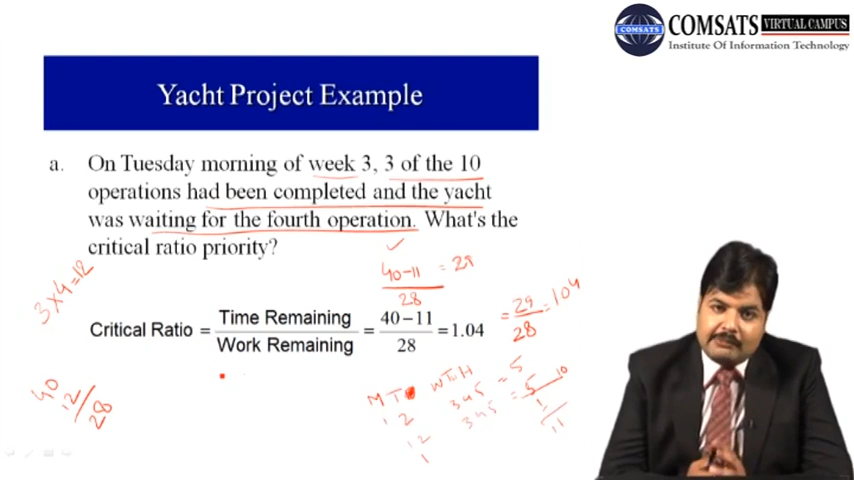 COMSATS
COMSATS VIRTUAL CAMPUS
Institute Of Information Technology
Yacht Project Example
a. On Tuesday morning of week 3, 3 of the 10
operations had been completed and the yacht
was waiting for the fourth operation. What's the
critical ratio priority?
3×4=12
40-11 = 29
28
Critical Ratio = Time Remaining / Work Remaining = 40 − 11 / 28 = 1.04
= 29 / 28 = 104
40
12 / 28
M T W Th
1 2 3 4 5 = 5
1 2 3 4 5 = 5 10
1 1
11